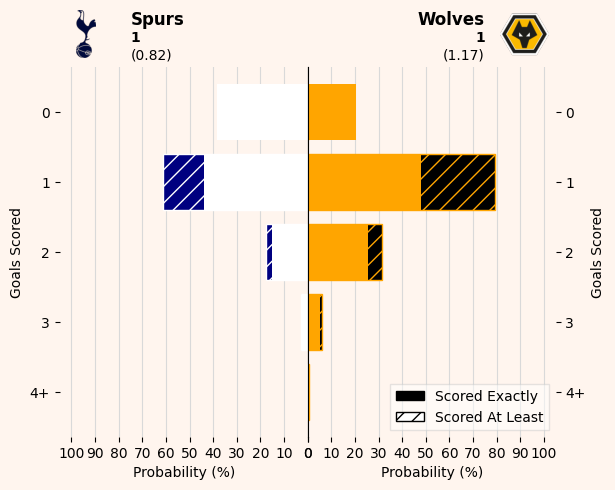 Spurs
1
(0.82)
Wolves
1
(1.17)
Goals Scored
0
1
2
3
4+
0
1
2
3
4+
Goals Scored
Scored Exactly
Scored At Least
100 90 80 70 60 50 40 30 20 10 0
0 10 20 30 40 50 60 70 80 90 100
Probability (%)
Probability (%)